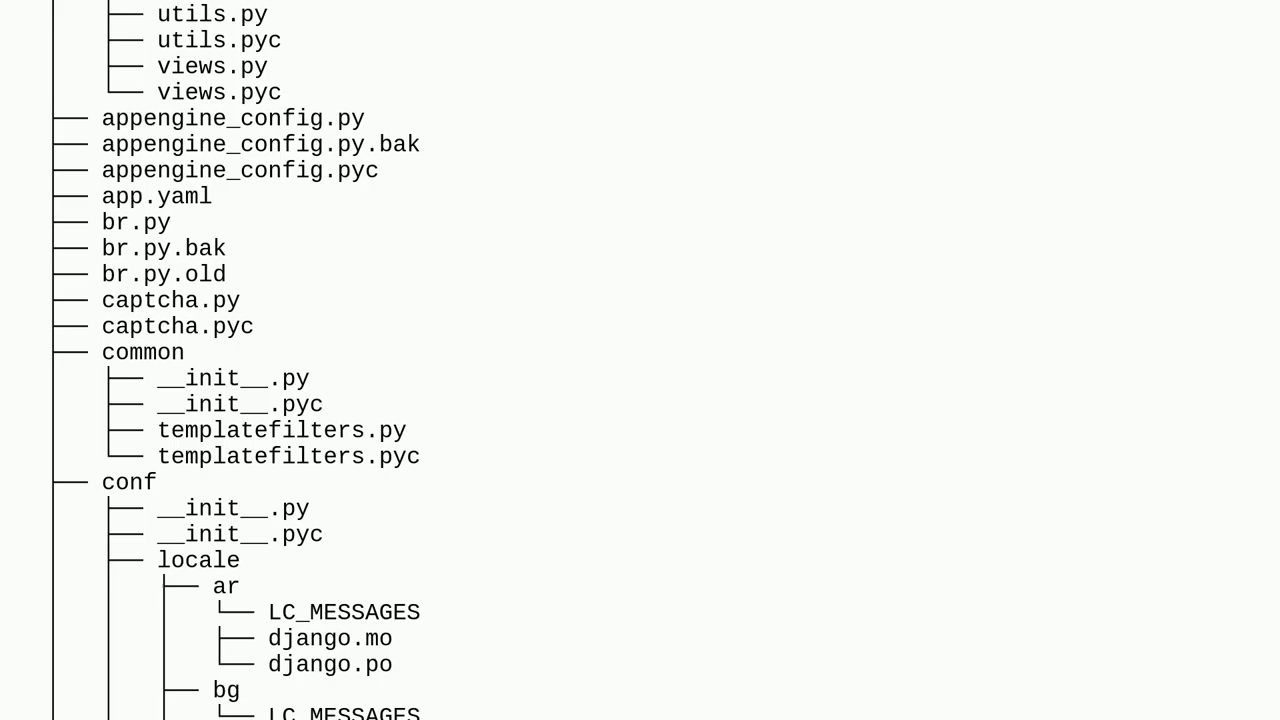 ├── utils.py
├── utils.pyc
├── views.py
└── views.pyc
├── appengine_config.py
├── appengine_config.py.bak
├── appengine_config.pyc
├── app.yaml
├── br.py
├── br.py.bak
├── br.py.old
├── captcha.py
├── captcha.pyc
├── common
├── __init__.py
├── __init__.pyc
├── templatefilters.py
└── templatefilters.pyc
├── conf
├── __init__.py
├── __init__.pyc
├── locale
├── ar
└── LC_MESSAGES
├── django.mo
└── django.po
├── bg
└── LC_MESSAGES